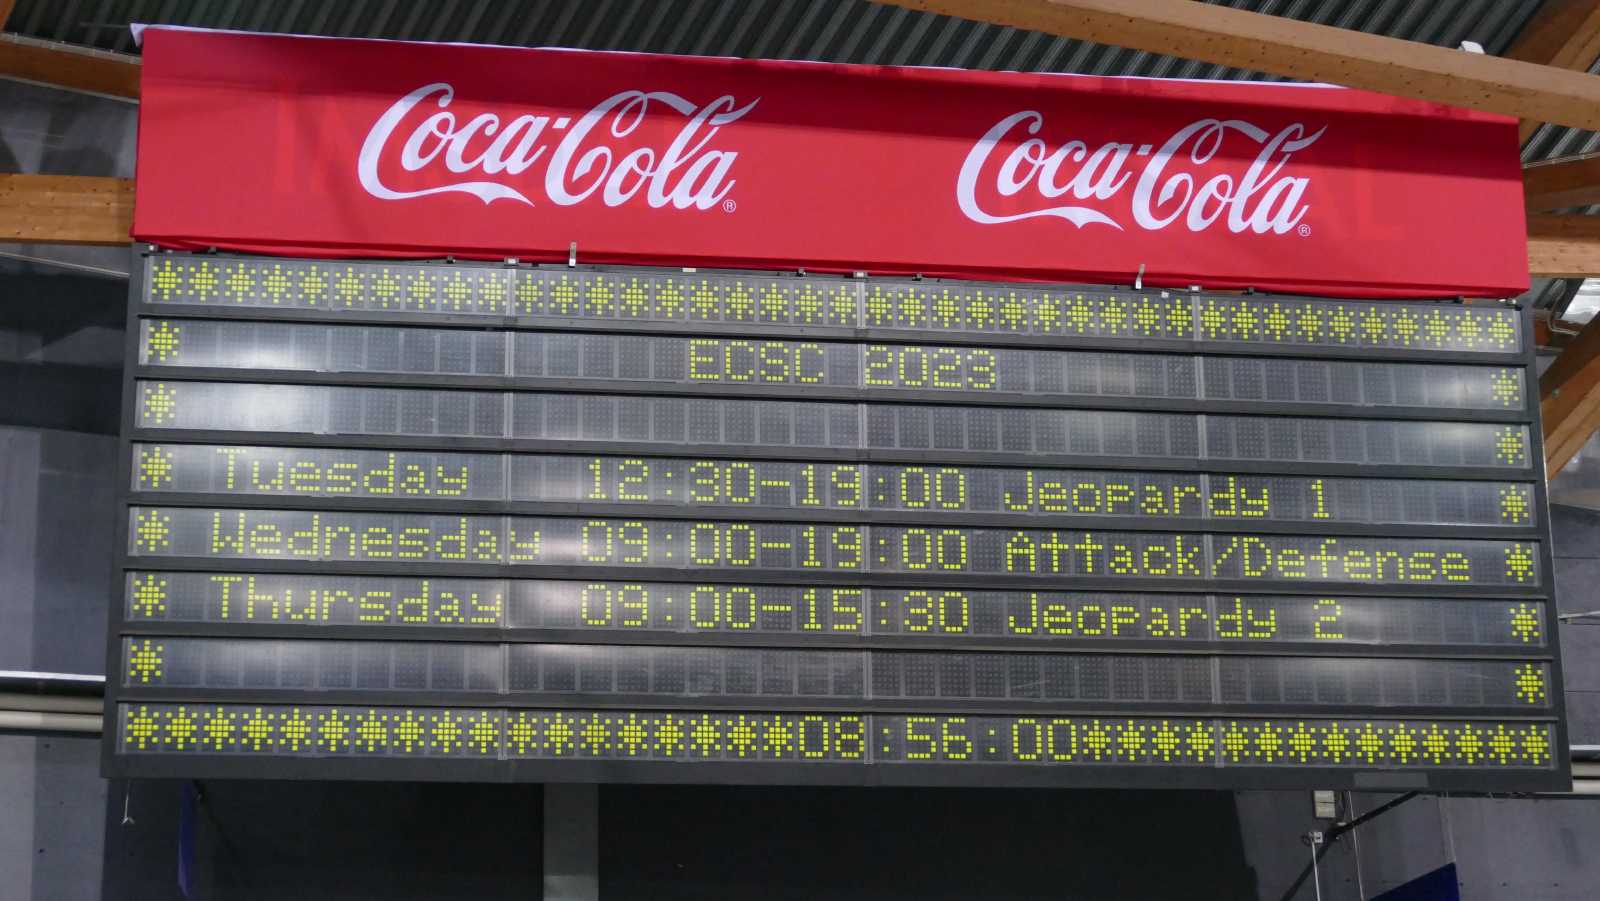 Coca-Cola® Coca-Cola®
****************************************
* ECSC 2023 *
* *
* Tuesday 12:30-19:00 Jeopardy 1 *
* Wednesday 09:00-19:00 Attack/Defense *
* Thursday 09:00-15:30 Jeopardy 2 *
* *
*******************08:56:00*************